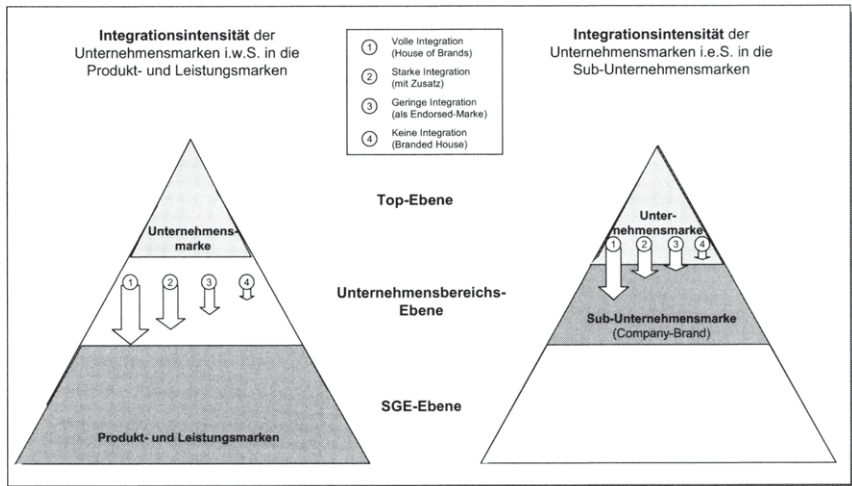 Integrationsintensität der
Unternehmensmarken i.w.S. in die
Produkt- und Leistungsmarken
1 Volle Integration
(House of Brands)
2 Starke Integration
(mit Zusatz)
3 Geringe Integration
(als Endorsed-Marke)
4 Keine Integration
(Branded House)
Integrationsintensität der
Unternehmensmarken i.e.S. in die
Sub-Unternehmensmarken
Unternehmens-
marke
1 2 3 4
Produkt- und Leistungsmarken
Top-Ebene
Unternehmensbereichs-
Ebene
SGE-Ebene
Unter-
nehmensmarke
1 2 3 4
Sub-Unternehmensmarke
(Company-Brand)